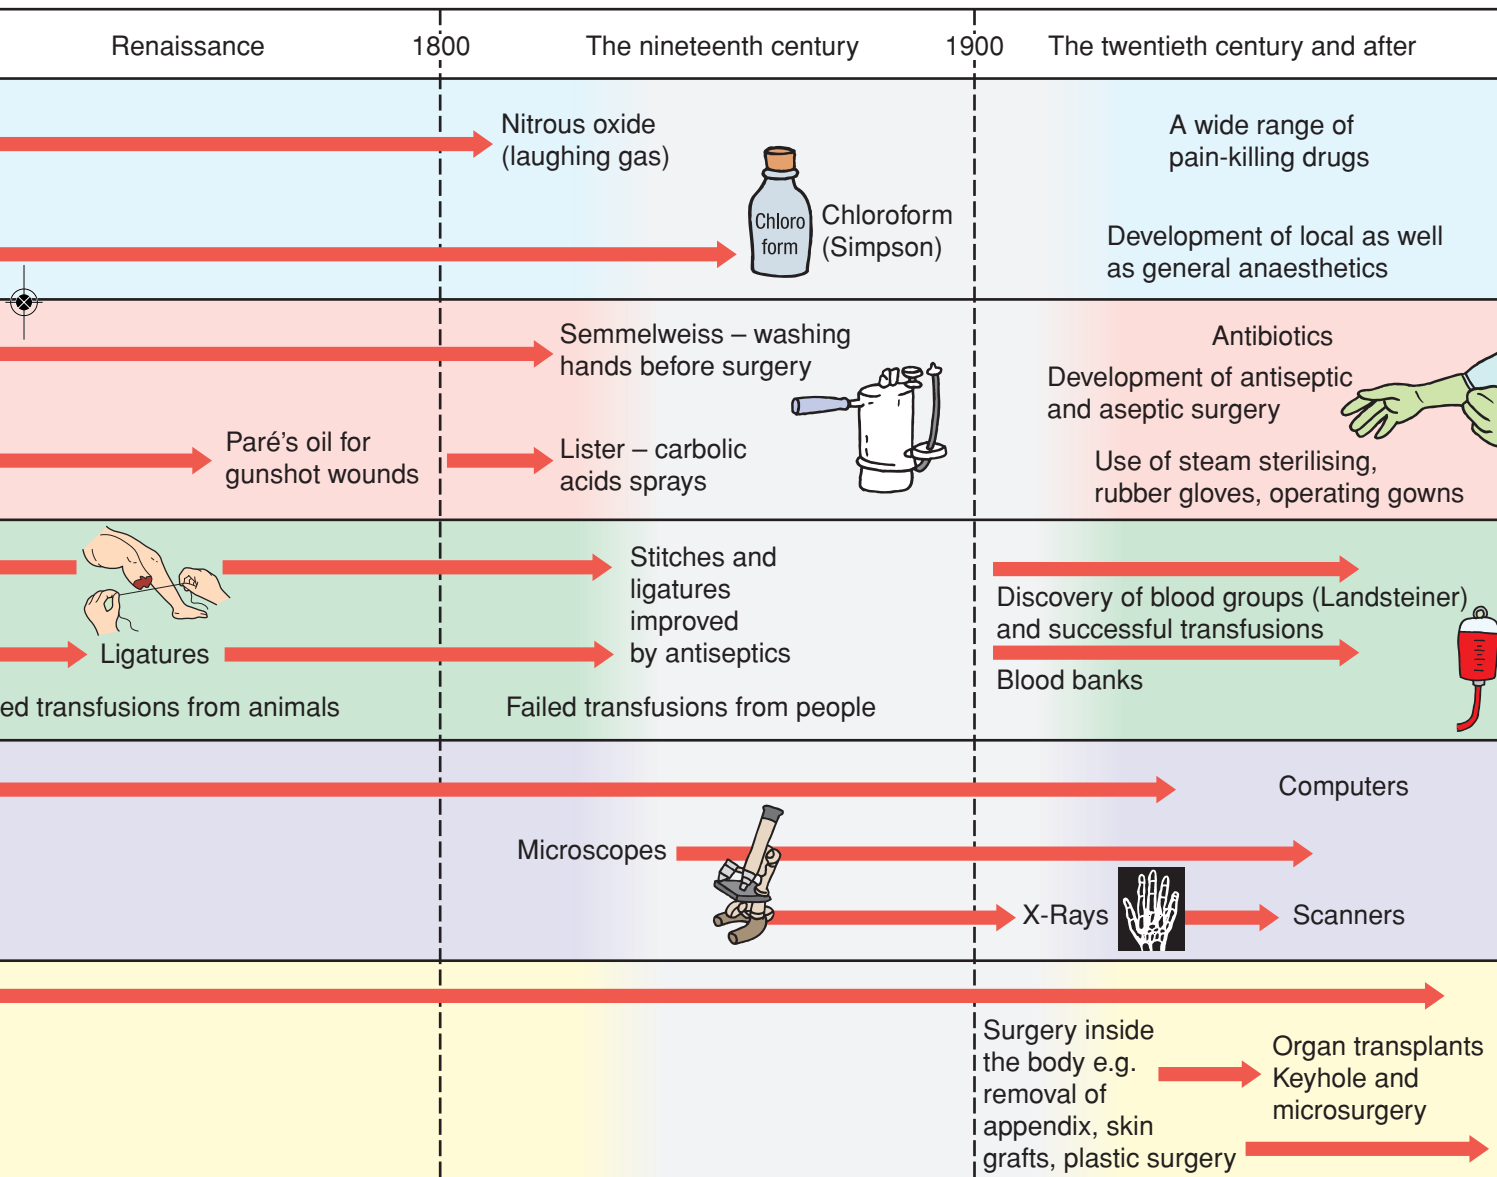 Renaissance
1800
The nineteenth century
1900
The twentieth century and after
Nitrous oxide
(laughing gas)
Chloro
form
Chloroform
(Simpson)
A wide range of
pain-killing drugs
Development of local as well
as general anaesthetics
Semmelweiss – washing
hands before surgery
Paré's oil for
gunshot wounds
Lister – carbolic
acids sprays
Antibiotics
Development of antiseptic
and aseptic surgery
Use of steam sterilising,
rubber gloves, operating gowns
Ligatures
ed transfusions from animals
Stitches and
ligatures
improved
by antiseptics
Failed transfusions from people
Discovery of blood groups (Landsteiner)
and successful transfusions
Blood banks
Computers
Microscopes
X-Rays
Scanners
Surgery inside
the body e.g.
removal of
appendix, skin
grafts, plastic surgery
Organ transplants
Keyhole and
microsurgery